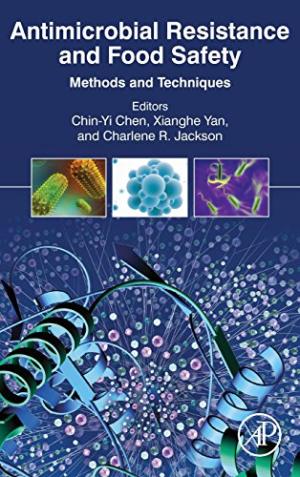 Antimicrobial Resistance
and Food Safety
Methods and Techniques
Editors
Chin-Yi Chen, Xianghe Yan,
and Charlene R. Jackson
AP